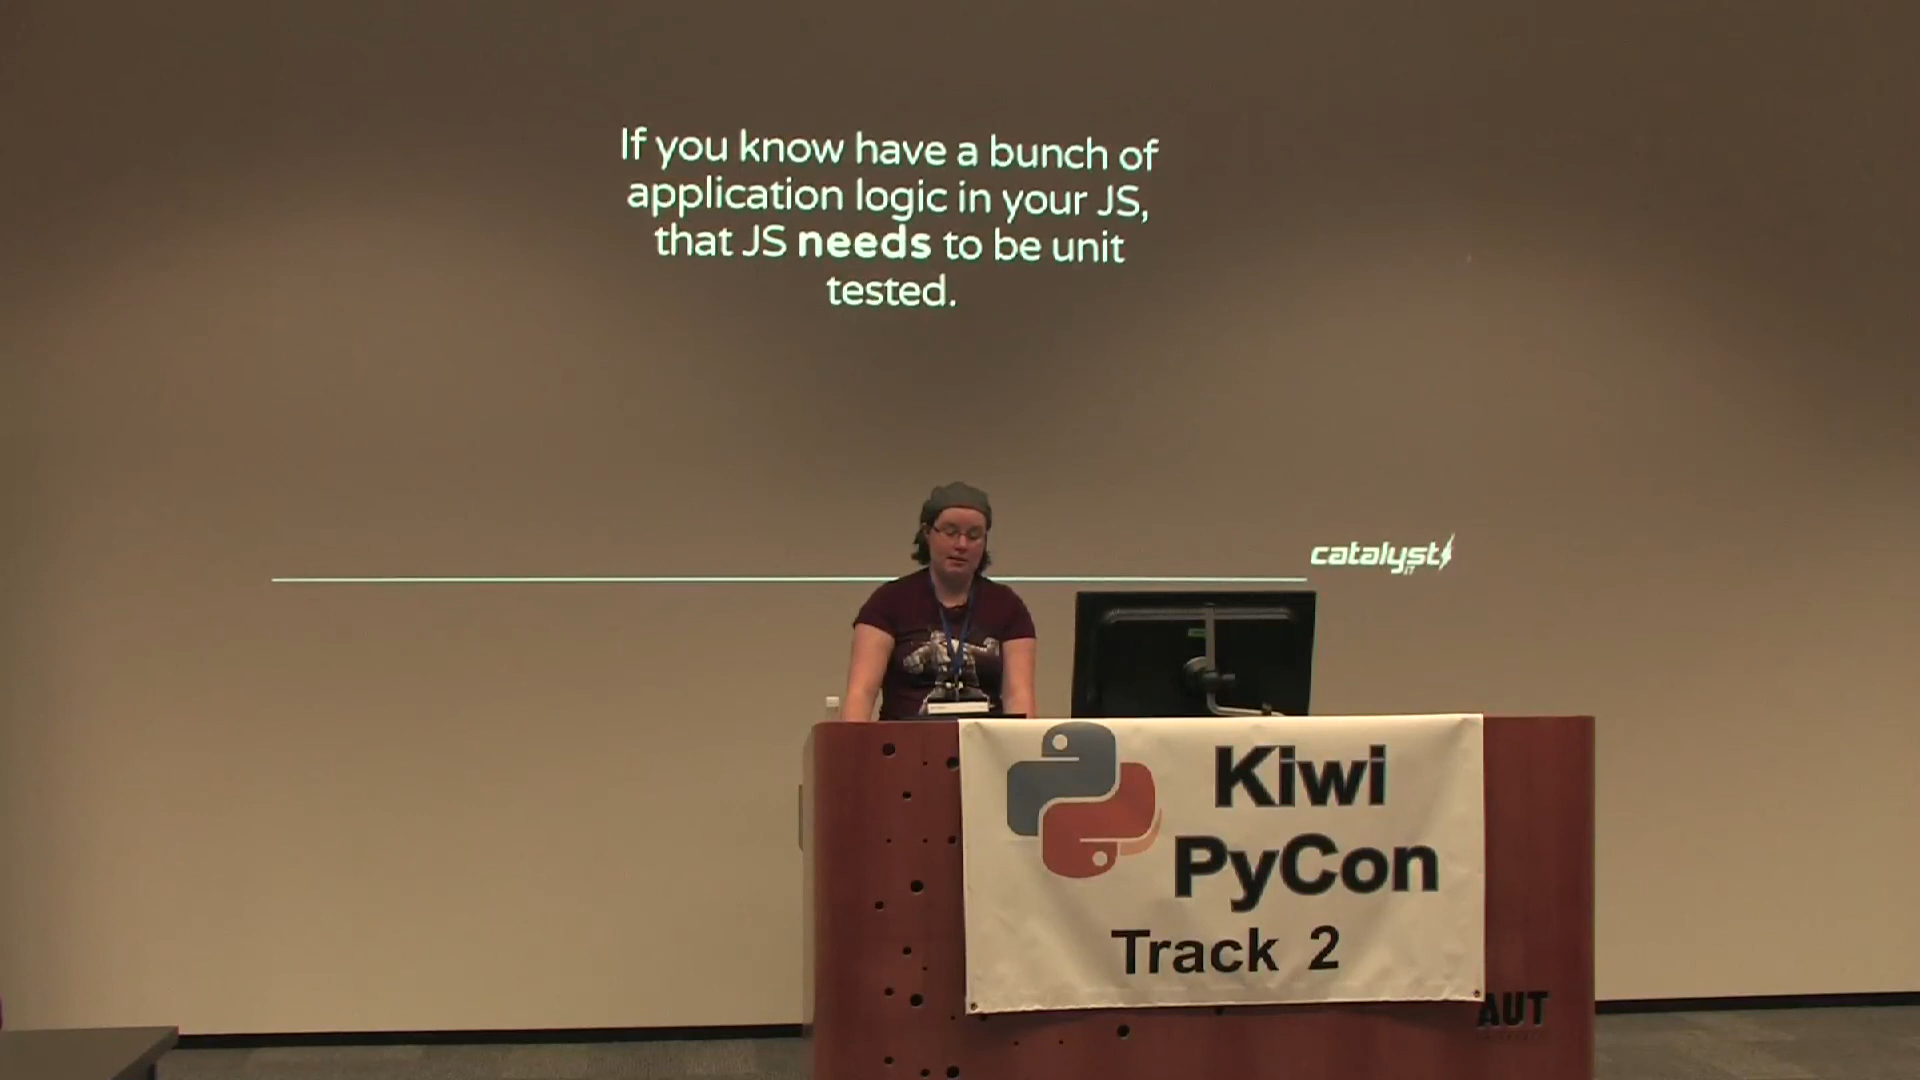 If you know have a bunch of
application logic in your JS,
that JS needs to be unit
tested.
catalyst
IT
Kiwi
PyCon
Track 2
AUT